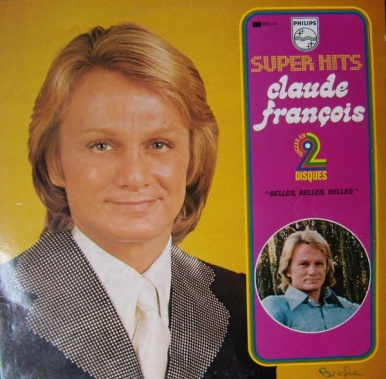 PHILIPS
SUPER HITS
claude
françois
2
DISQUES
"BELLES, BELLES, BELLES"